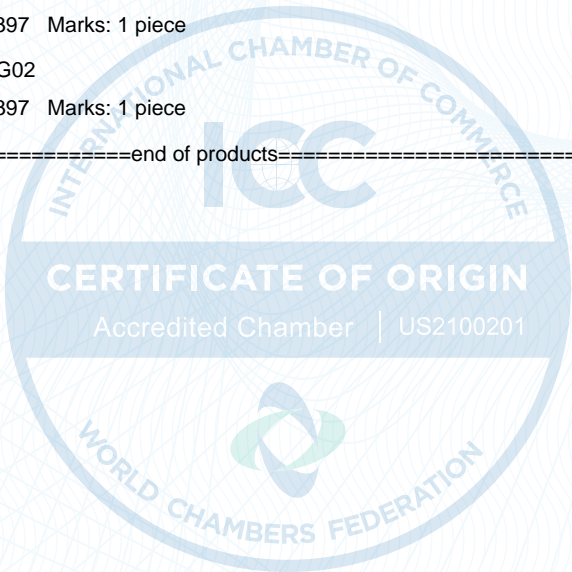 397 Marks: 1 piece
G02
397 Marks: 1 piece
===========end of products=========================
INTERNATIONAL CHAMBER OF COMMERCE
ICC
CERTIFICATE OF ORIGIN
Accredited Chamber | US2100201
WORLD CHAMBERS FEDERATION